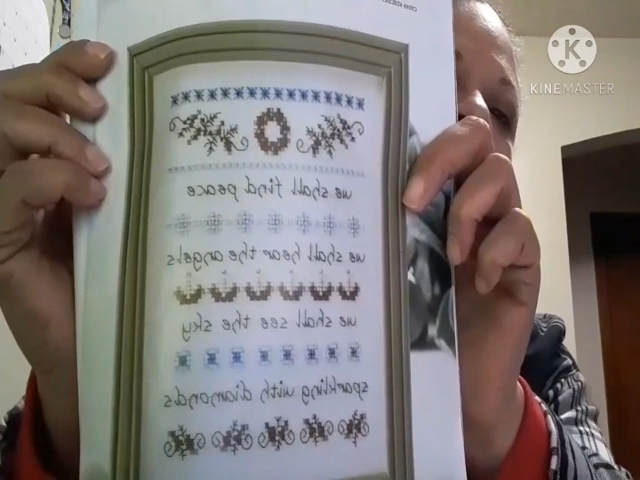 KINEMASTER
we shall find peace
we shall hear the angels
we shall see the sky
sparkling with diamonds